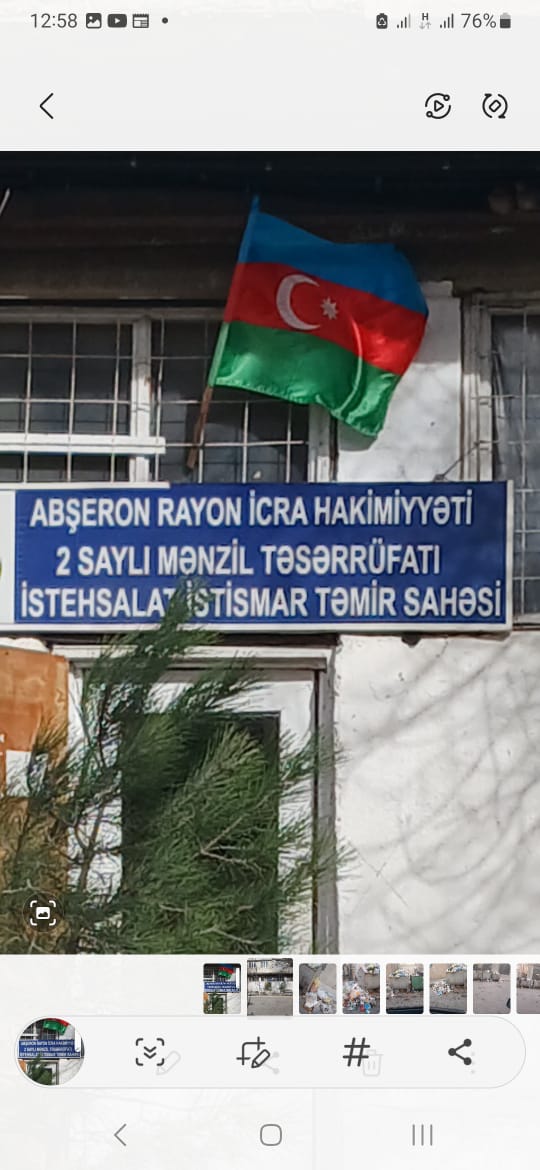 12:58
H
76%
ABŞERON RAYON İCRA HAKİMİYYƏTİ
2 SAYLI MƏNZİL TƏSƏRRÜFATI
İSTEHSALAT İSTİSMAR TƏMİR SAHƏSİ